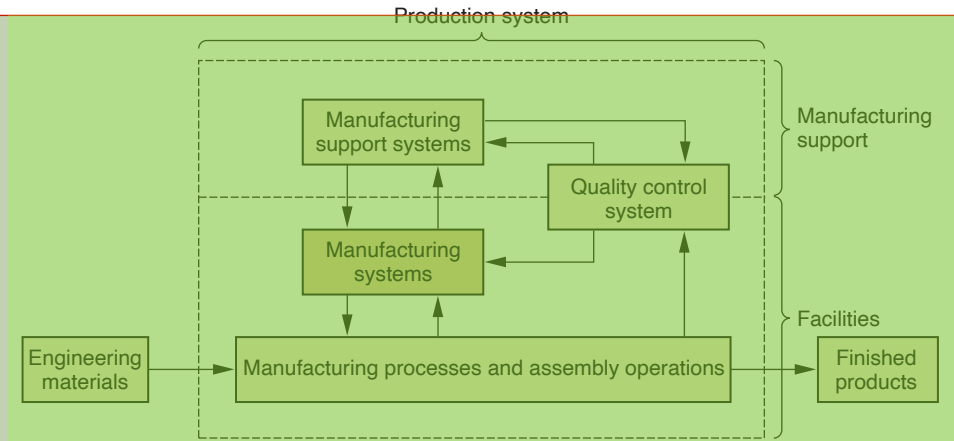 Production system
Manufacturing
support systems
Manufacturing
support
Quality control
system
Manufacturing
systems
Facilities
Engineering
materials
Manufacturing processes and assembly operations
Finished
products